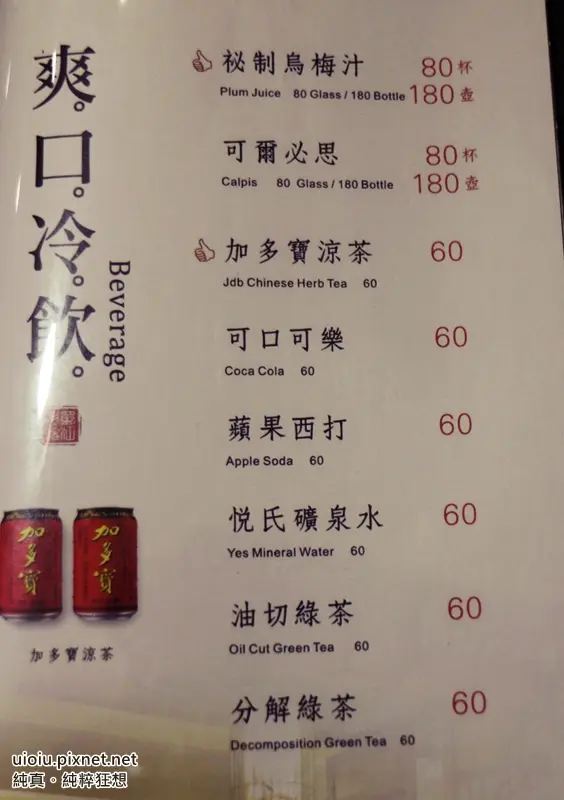 爽。口。冷。飲。
Beverage
祕制烏梅汁 80杯
Plum Juice 80 Glass / 180 Bottle 180壺
可爾必思 80杯
Calpis 80 Glass / 180 Bottle 180壺
加多寶涼茶 60
Jdb Chinese Herb Tea 60
可口可樂 60
Coca Cola 60
蘋果西打 60
Apple Soda 60
悅氏礦泉水 60
Yes Mineral Water 60
油切綠茶 60
Oil Cut Green Tea 60
分解綠茶 60
Decomposition Green Tea 60
加多寶
加多寶
加多寶涼茶
uioiu.pixnet.net
純真・純粹狂想